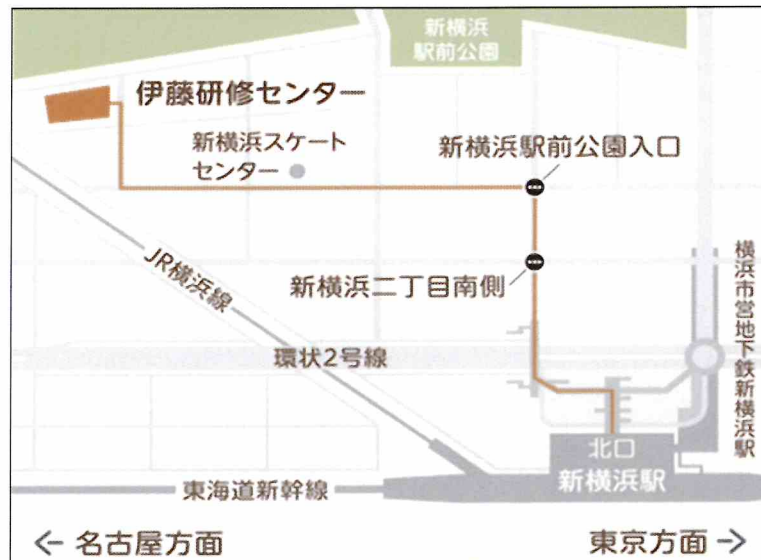 新横浜
駅前公園
伊藤研修センター
新横浜スケート
センター
新横浜駅前公園入口
新横浜二丁目南側
JR横浜線
環状2号線
横浜市営地下鉄新横浜駅
北口
新横浜駅
東海道新幹線
← 名古屋方面
東京方面 →